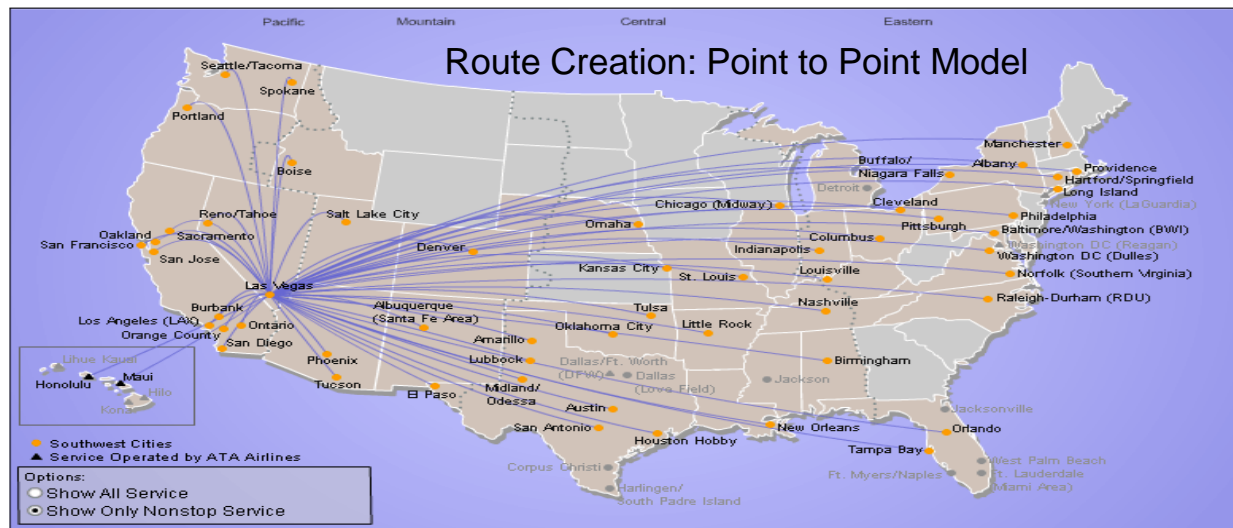 Pacific
Mountain
Central
Eastern
Route Creation: Point to Point Model
Seattle/Tacoma
Spokane
Portland
Boise
Reno/Tahoe
Salt Lake City
Oakland
Sacramento
San Francisco
San Jose
Las Vegas
Burbank
Los Angeles (LAX)
Ontario
Orange County
San Diego
Phoenix
Tucson
Denver
Albuquerque
(Santa Fe Area)
El Paso
Amarillo
Lubbock
Midland/
Odessa
Omaha
Kansas City
St. Louis
Tulsa
Oklahoma City
Little Rock
Dallas/Ft. Worth
(DFW)
Dallas
(Love Field)
Austin
San Antonio
Houston Hobby
Corpus Christi
Harlingen/
South Padre Island
Jackson
New Orleans
Chicago (Midway)
Indianapolis
Louisville
Nashville
Birmingham
Detroit
Cleveland
Columbus
Pittsburgh
Buffalo/
Niagara Falls
Manchester
Albany
Providence
Hartford/Springfield
Long Island
New York (LaGuardia)
Philadelphia
Baltimore/Washington (BWI)
Washington DC (Reagan)
Washington DC (Dulles)
Norfolk (Southern Virginia)
Raleigh-Durham (RDU)
Jacksonville
Orlando
Tampa Bay
Ft. Myers/Naples
West Palm Beach
Ft. Lauderdale
(Miami Area)
Lihue Kauai
Honolulu
Maui
Hilo
Kona
Southwest Cities
Service Operated by ATA Airlines
Options:
Show All Service
Show Only Nonstop Service